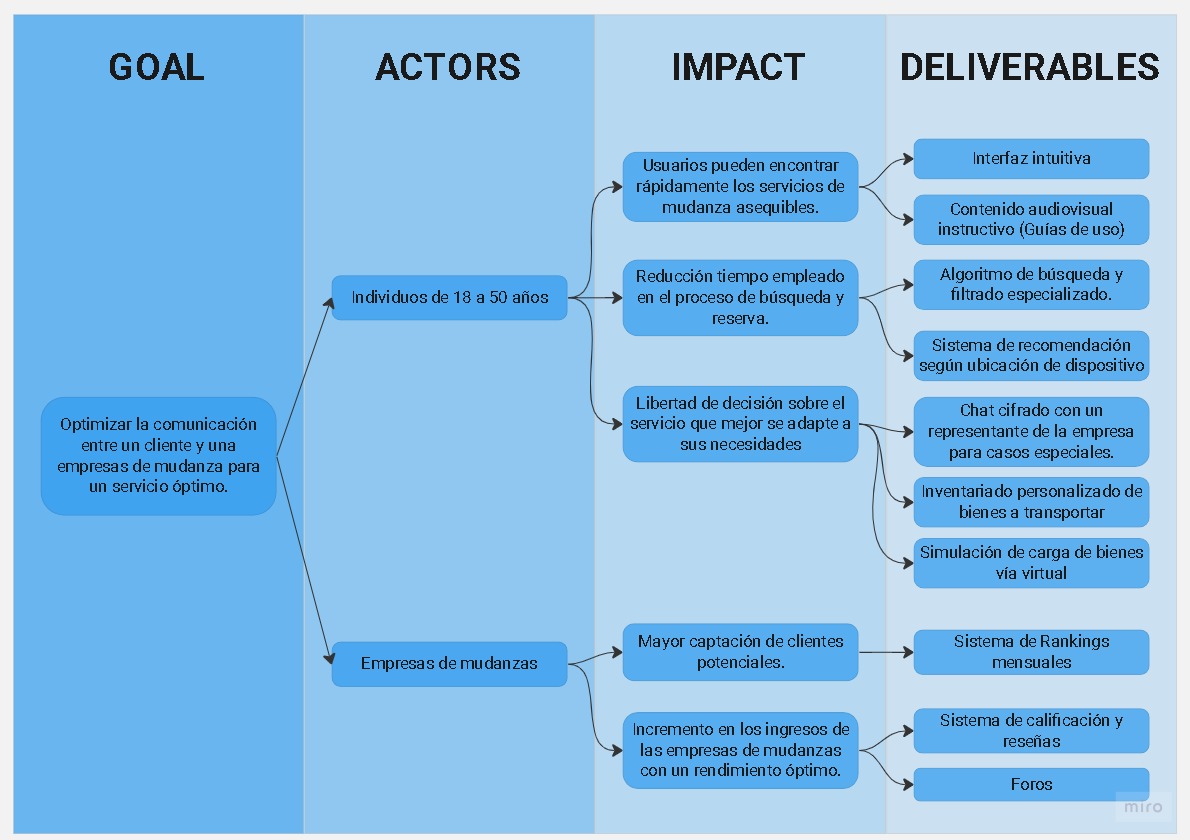 GOAL
ACTORS
IMPACT
DELIVERABLES
Optimizar la comunicación
entre un cliente y una
empresas de mudanza para
un servicio óptimo.
Individuos de 18 a 50 años
Empresas de mudanzas
Usuarios pueden encontrar
rápidamente los servicios de
mudanza asequibles.
Reducción tiempo empleado
en el proceso de búsqueda y
reserva.
Libertad de decisión sobre el
servicio que mejor se adapte a
sus necesidades
Mayor captación de clientes
potenciales.
Incremento en los ingresos de
las empresas de mudanzas
con un rendimiento óptimo.
Interfaz intuitiva
Contenido audiovisual
instructivo (Guías de uso)
Algoritmo de búsqueda y
filtrado especializado.
Sistema de recomendación
según ubicación de dispositivo
Chat cifrado con un
representante de la empresa
para casos especiales.
Inventariado personalizado de
bienes a transportar
Simulación de carga de bienes
vía virtual
Sistema de Rankings
mensuales
Sistema de calificación y
reseñas
Foros
miro